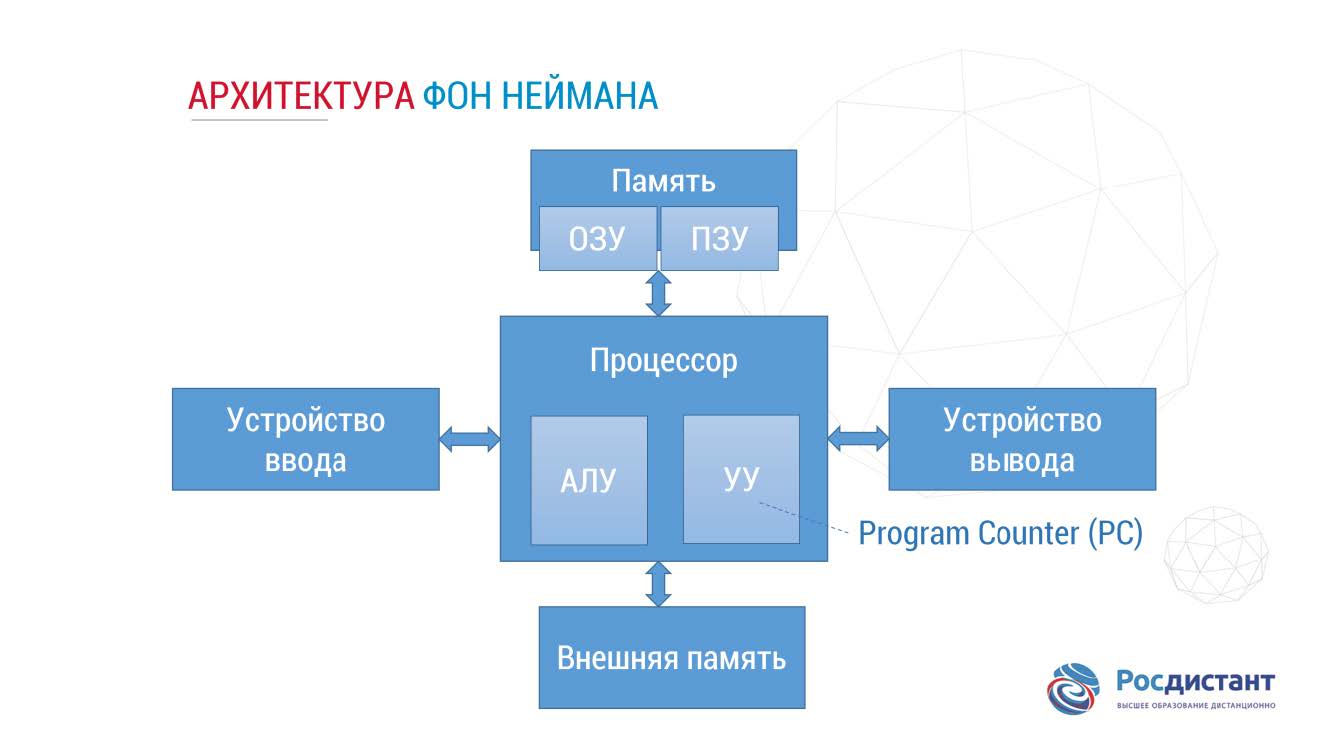 АРХИТЕКТУРА ФОН НЕЙМАНА
Память
ОЗУ ПЗУ
Процессор
Устройство
ввода
АЛУ
УУ
Устройство
вывода
Program Counter (PC)
Внешняя память
Росдистант
ВЫСШЕЕ ОБРАЗОВАНИЕ ДИСТАНЦИОННО